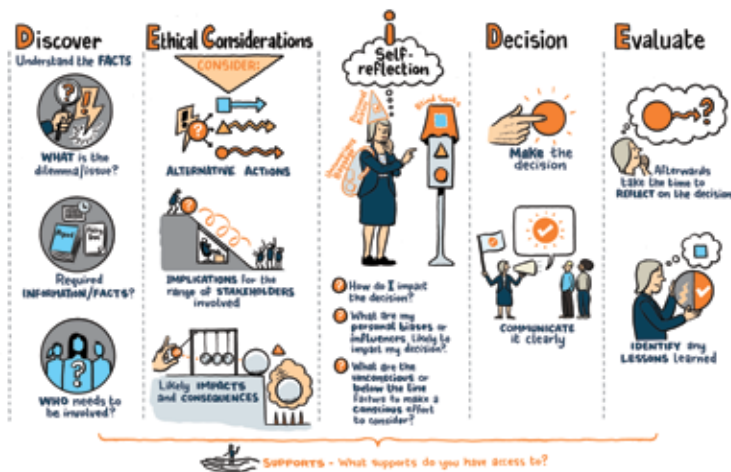 Discover
Understand the FACTS
WHAT is the
dilemma/issue?
Required
INFORMATION/FACTS?
WHO needs to
be involved?
Ethical Considerations
CONSIDER:
ALTERNATIVE ACTIONS
IMPLICATIONS for the
range of STAKEHOLDERS
involved
Likely IMPACTS
and CONSEQUENCES
i
Self-
reflection
How do I impact
the decision?
What are my
personal biases or
influencers, likely to
impact my decision?
What are the
unconscious or
below the line
factors to make a
conscious effort
to consider?
Decision
Make the
decision
COMMUNICATE
it clearly
Evaluate
Afterwards
take the time to
REFLECT on the decision
IDENTIFY any
LESSONS learned
SUPPORTS - What supports do you have access to?